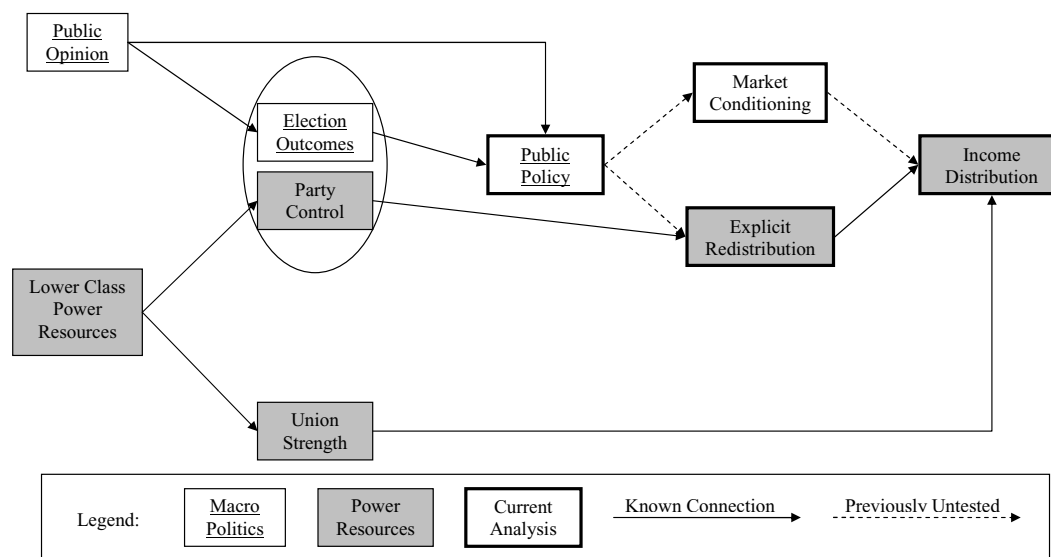 Public
Opinion
Election
Outcomes
Party
Control
Public
Policy
Market
Conditioning
Explicit
Redistribution
Income
Distribution
Lower Class
Power
Resources
Union
Strength
Legend:
Macro
Politics
Power
Resources
Current
Analysis
Known Connection
Previously Untested